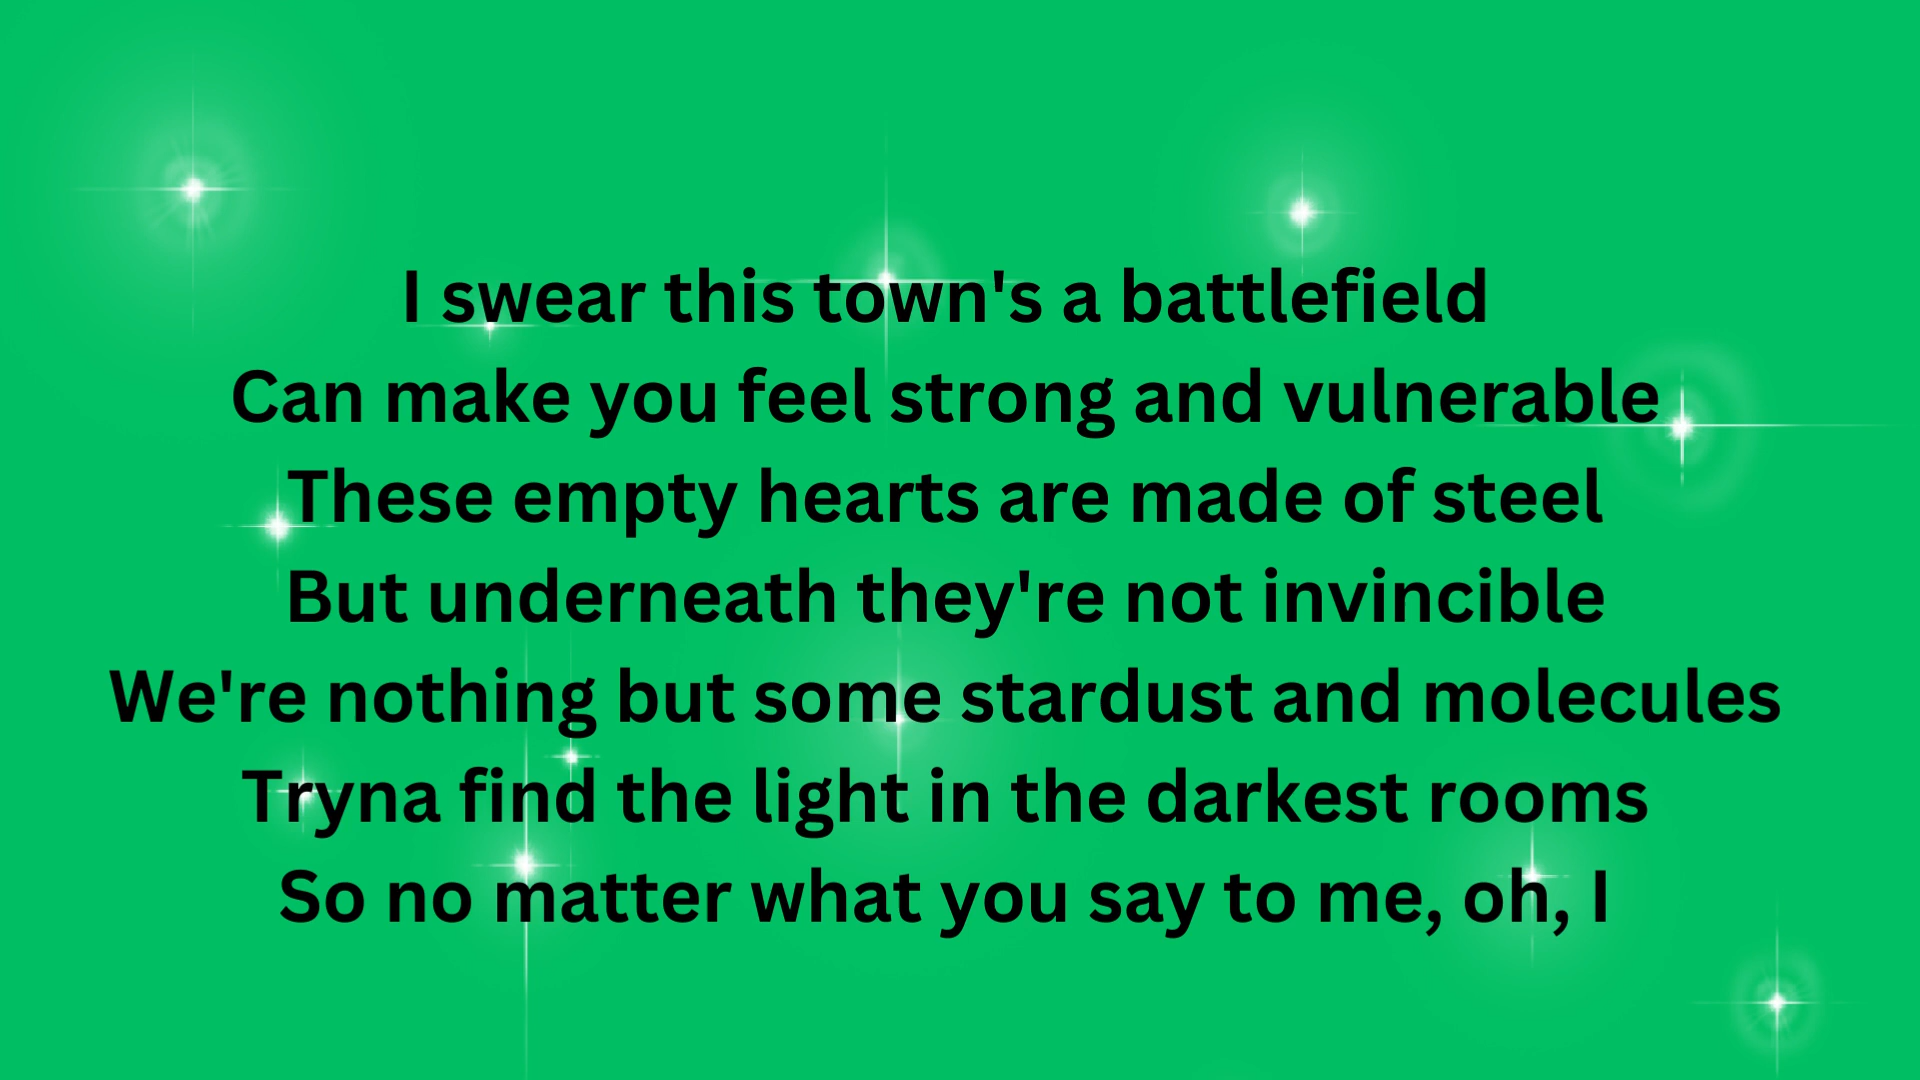 I swear this town's a battlefield
Can make you feel strong and vulnerable
These empty hearts are made of steel
But underneath they're not invincible
We're nothing but some stardust and molecules
Tryna find the light in the darkest rooms
So no matter what you say to me, oh, I